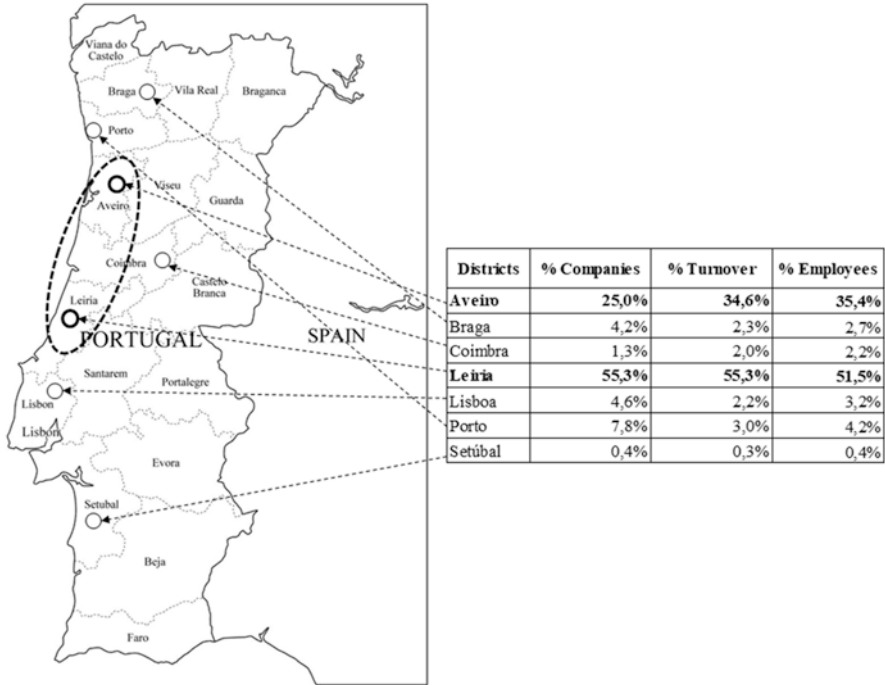 Viana do
Castelo
Braga
Vila Real
Braganca
Porto
Viseu
Aveiro
Guarda
Coimbra
Castelo
Branca
Leiria
PORTUGAL
SPAIN
Santarem
Portalegre
Lisbon
Lisbon
Evora
Setubal
Beja
Faro
Districts % Companies % Turnover % Employees
Aveiro 25,0% 34,6% 35,4%
Braga 4,2% 2,3% 2,7%
Coimbra 1,3% 2,0% 2,2%
Leiria 55,3% 55,3% 51,5%
Lisboa 4,6% 2,2% 3,2%
Porto 7,8% 3,0% 4,2%
Setúbal 0,4% 0,3% 0,4%